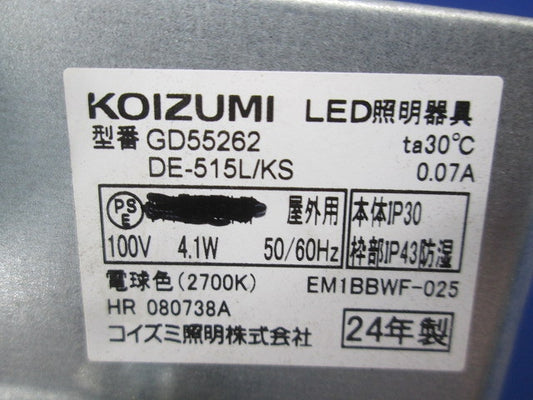 KOIZUMI LED照明器具
型番 GD55262 ta30℃
DE-515L/KS 0.07A
PSE 屋外用 本体IP30
100V 4.1W 50/60Hz 枠部IP43防湿
電球色(2700K) EM1BBWF-025
HR 080738A
コイズミ照明株式会社 24年製